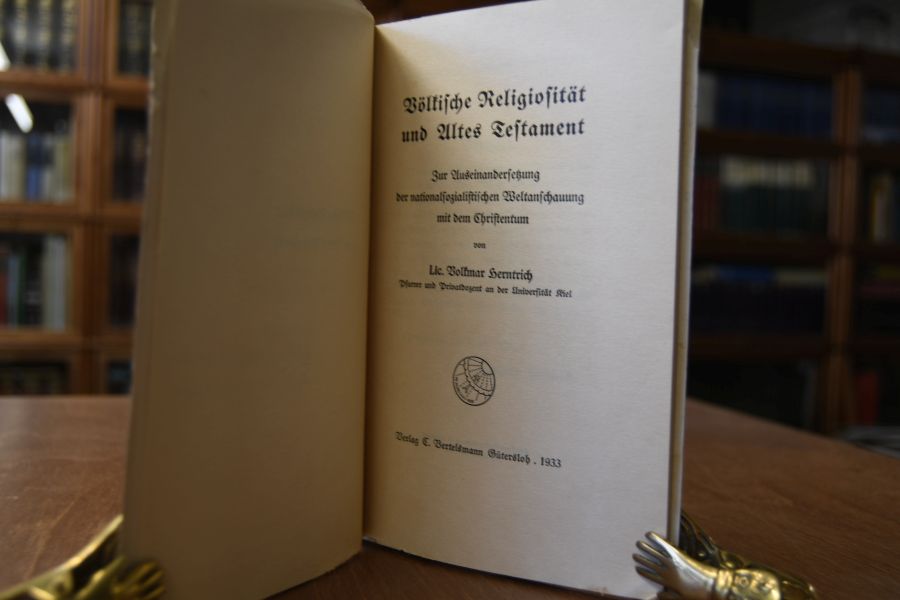 Völkische Religiosität
und Altes Testament
Zur Auseinandersetzung
der nationalsozialistischen Weltanschauung
mit dem Christentum
von
Lic. Volkmar Herntrich
Pfarrer und Privatdozent an der Universität Kiel
Verlag C. Bertelsmann Gütersloh . 1933